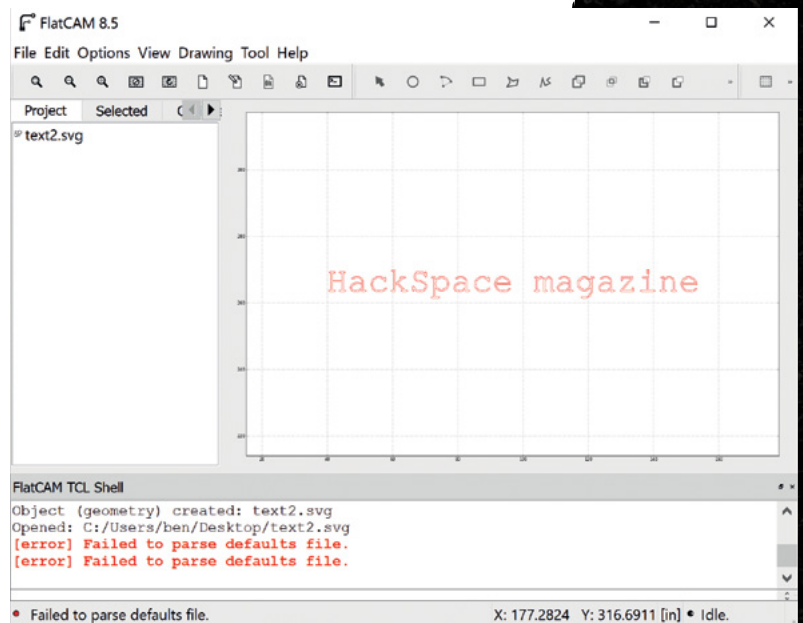 FlatCAM 8.5
File Edit Options View Drawing Tool Help
Project Selected
text2.svg
HackSpace magazine
FlatCAM TCL Shell
Object (geometry) created: text2.svg
Opened: C:/Users/ben/Desktop/text2.svg
[error] Failed to parse defaults file.
[error] Failed to parse defaults file.
Failed to parse defaults file. X: 177.2824 Y: 316.6911 [in] Idle.